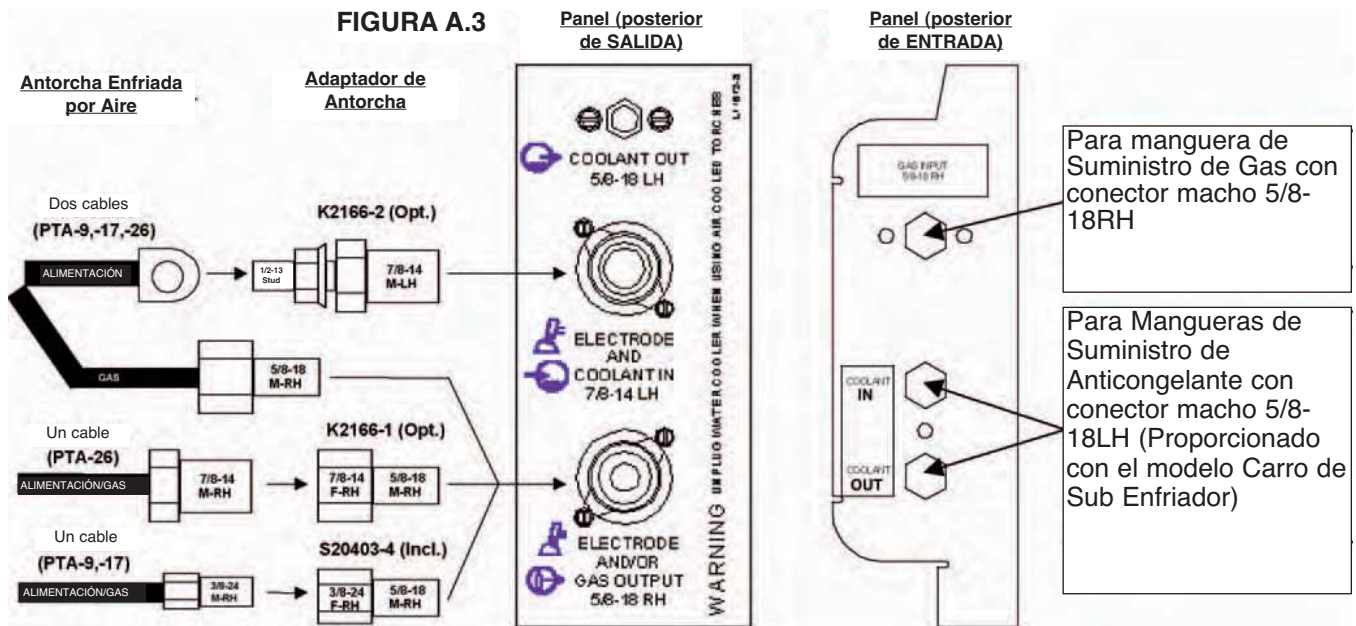 FIGURA A.3
Panel (posterior
de SALIDA)
Panel (posterior
de ENTRADA)
Antorcha Enfriada
por Aire
Adaptador de
Antorcha
Dos cables
(PTA-9,-17,-26)
ALIMENTACIÓN
K2166-2 (Opt.)
1/2-13
Stud
7/8-14
M-LH
GAS
5/8-18
M-RH
Un cable
(PTA-26)
ALIMENTACIÓN/GAS
7/8-14
M-RH
K2166-1 (Opt.)
7/8-14
F-RH
5/8-18
M-RH
Un cable
(PTA-9,-17)
ALIMENTACIÓN/GAS
3/8-24
M-RH
S20403-4 (Incl.)
3/8-24
F-RH
5/8-18
M-RH
COOLANT OUT
5/8-18 LH
ELECTRODE
AND
COOLANT IN
7/8-14 LH
ELECTRODE
AND/OR
GAS OUTPUT
5/8-18 RH
WARNING UNPLUG WATER COOLER WHEN USING AIR COOLED TORCHES
GAS INPUT
5/8-18 RH
COOLANT
IN
COOLANT
OUT
Para manguera de
Suministro de Gas con
conector macho 5/8-
18RH
Para Mangueras de
Suministro de
Anticongelante con
conector macho 5/8-
18LH (Proporcionado
con el modelo Carro de
Sub Enfriador)